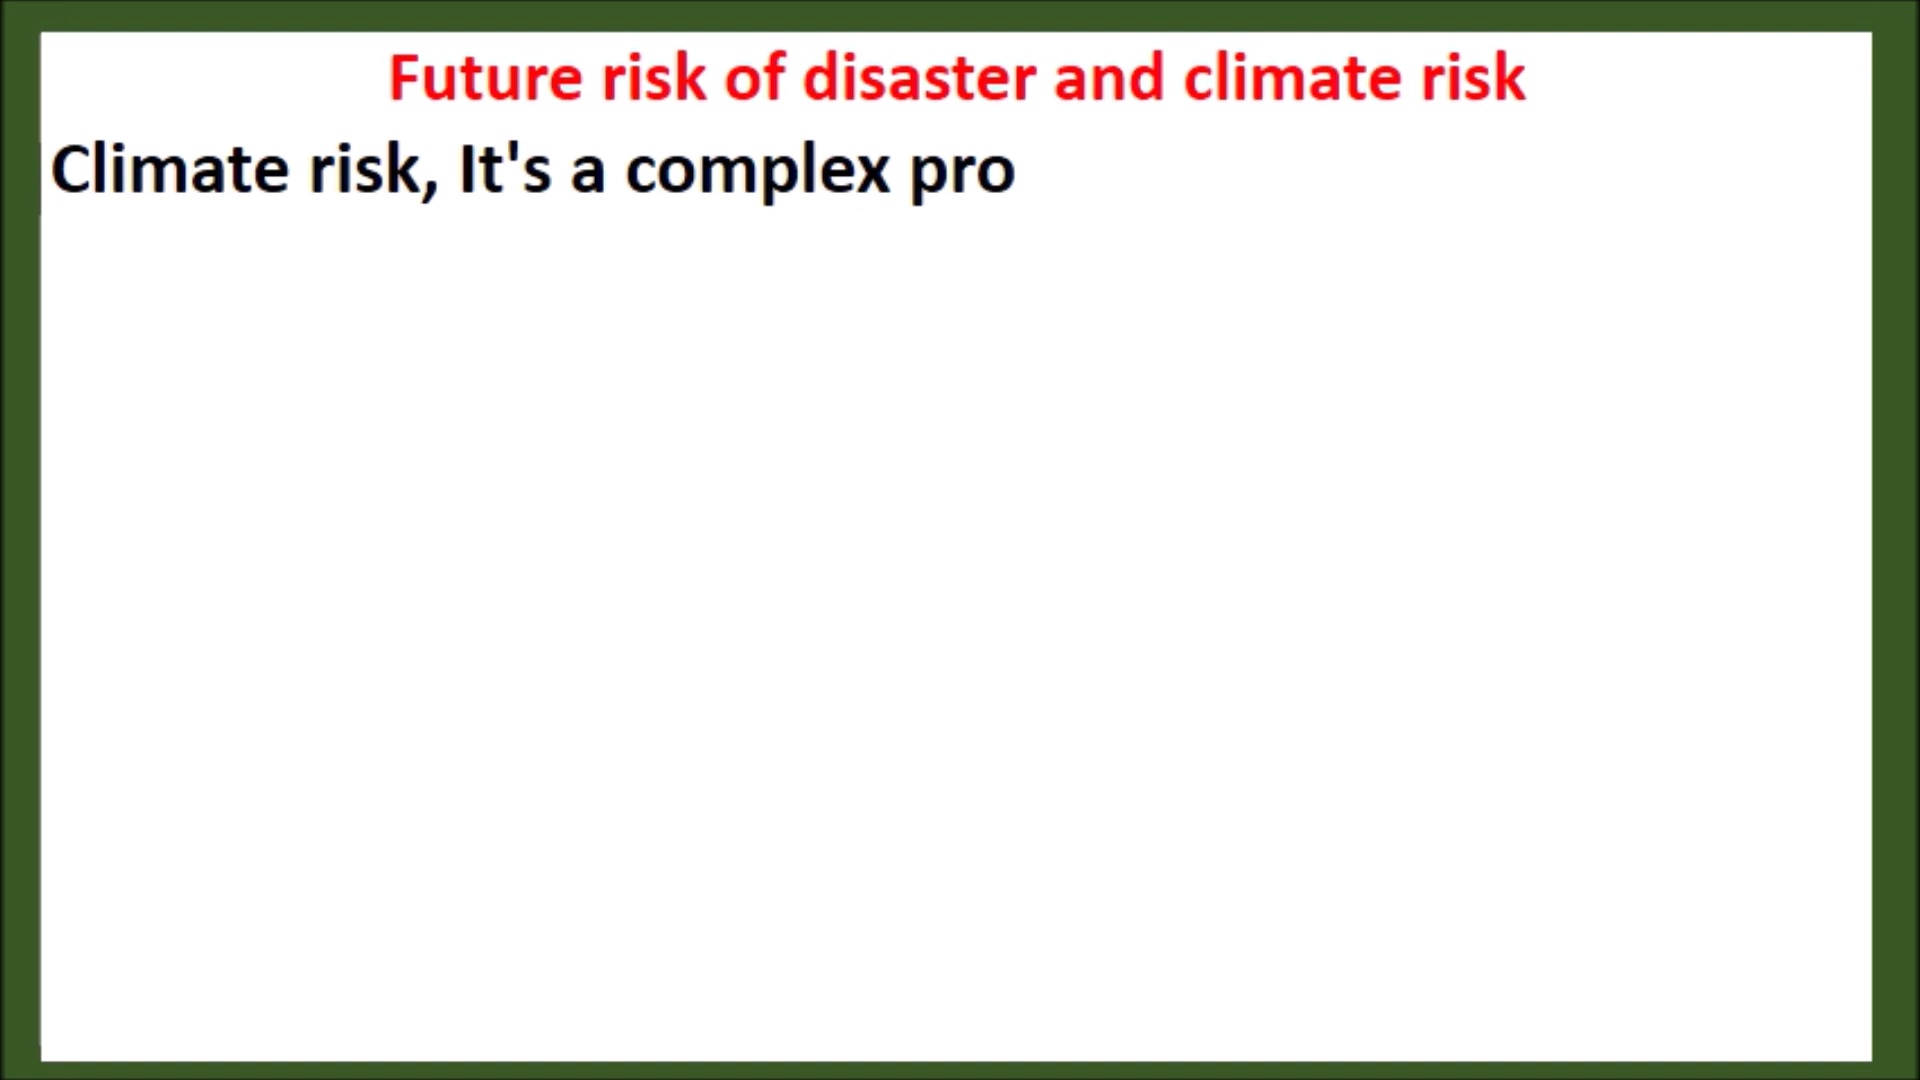 Future risk of disaster and climate risk
Climate risk, It's a complex pro